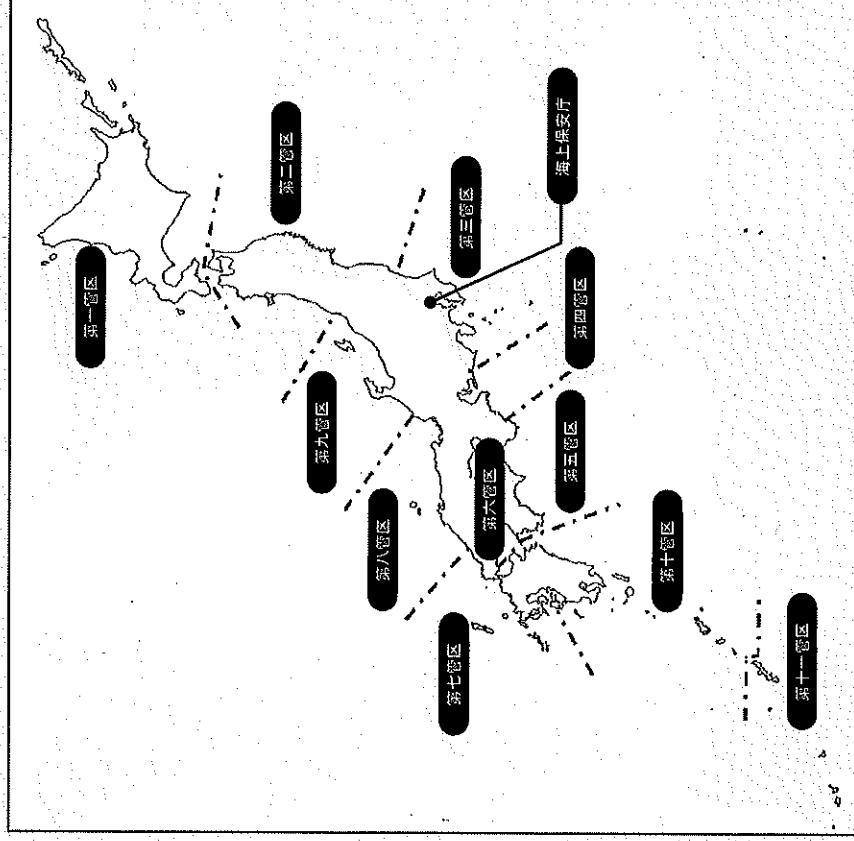 第一管区
第二管区
第三管区
海上保安庁
第四管区
第五管区
第六管区
第七管区
第八管区
第九管区
第十管区
第十一管区